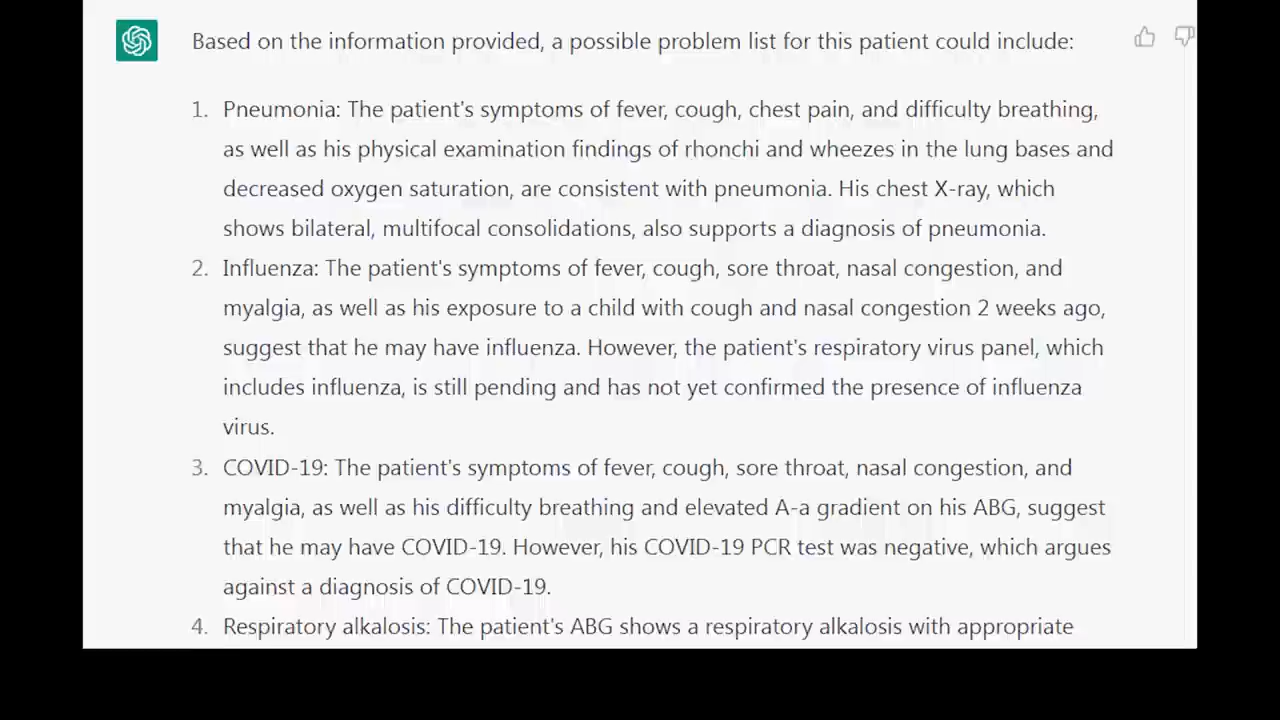 Based on the information provided, a possible problem list for this patient could include:
1. Pneumonia: The patient's symptoms of fever, cough, chest pain, and difficulty breathing,
as well as his physical examination findings of rhonchi and wheezes in the lung bases and
decreased oxygen saturation, are consistent with pneumonia. His chest X-ray, which
shows bilateral, multifocal consolidations, also supports a diagnosis of pneumonia.
2. Influenza: The patient's symptoms of fever, cough, sore throat, nasal congestion, and
myalgia, as well as his exposure to a child with cough and nasal congestion 2 weeks ago,
suggest that he may have influenza. However, the patient's respiratory virus panel, which
includes influenza, is still pending and has not yet confirmed the presence of influenza
virus.
3. COVID-19: The patient's symptoms of fever, cough, sore throat, nasal congestion, and
myalgia, as well as his difficulty breathing and elevated A-a gradient on his ABG, suggest
that he may have COVID-19. However, his COVID-19 PCR test was negative, which argues
against a diagnosis of COVID-19.
4. Respiratory alkalosis: The patient's ABG shows a respiratory alkalosis with appropriate